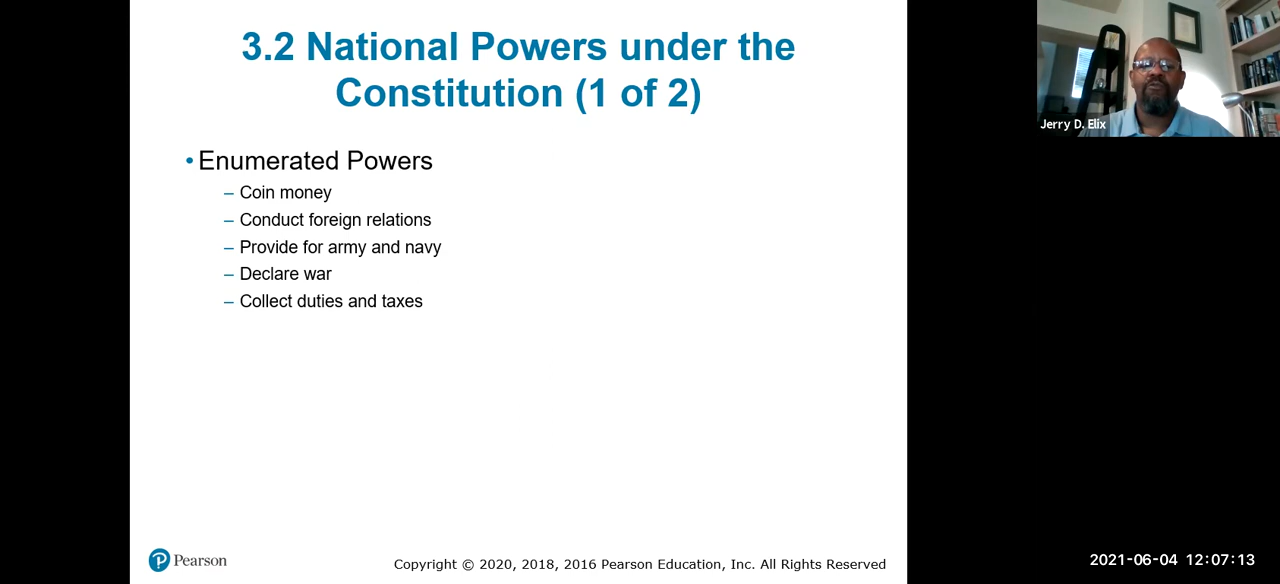 3.2 National Powers under the
Constitution (1 of 2)
• Enumerated Powers
– Coin money
– Conduct foreign relations
– Provide for army and navy
– Declare war
– Collect duties and taxes
Pearson
Copyright © 2020, 2018, 2016 Pearson Education, Inc. All Rights Reserved
Jerry D. Elix
2021-06-04 12:07:13